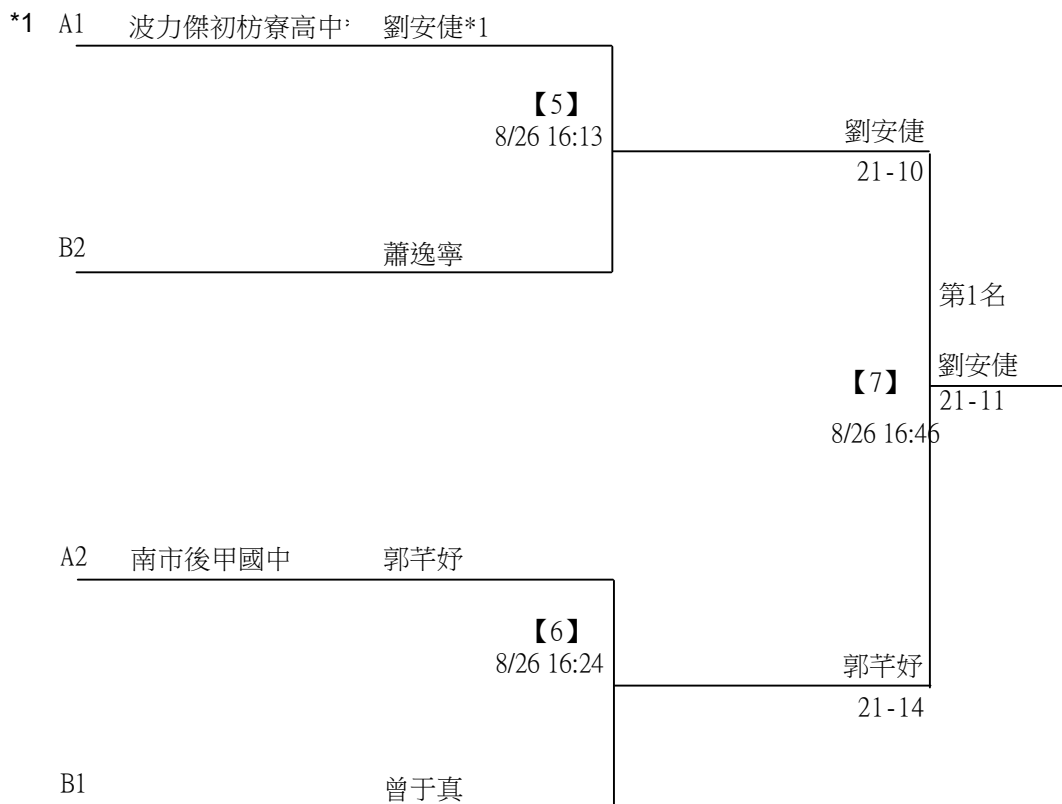 *1 A1 波力傑初枋寮高中 劉安倢*1
【5】
8/26 16:13
劉安倢
21-10
B2 蕭逸寧
第1名
劉安倢
【7】
21-11
8/26 16:46
A2 南市後甲國中 郭芊妤
【6】
8/26 16:24
郭芊妤
21-14
B1 曾于真